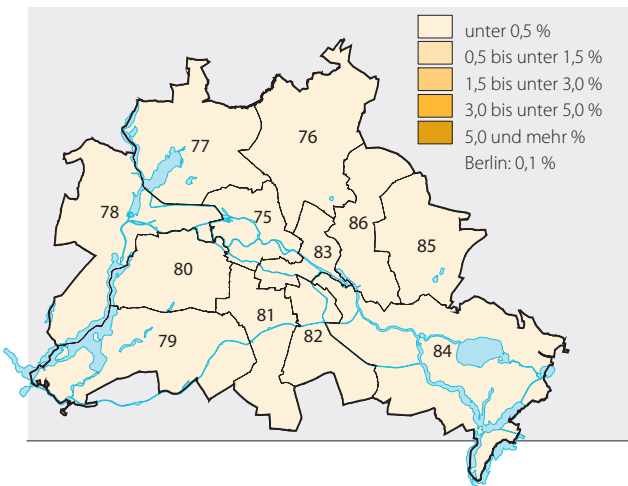 unter 0,5 %
0,5 bis unter 1,5 %
1,5 bis unter 3,0 %
3,0 bis unter 5,0 %
5,0 und mehr %
Berlin: 0,1 %
76
77
78
75
86
85
83
80
81
82
79
84